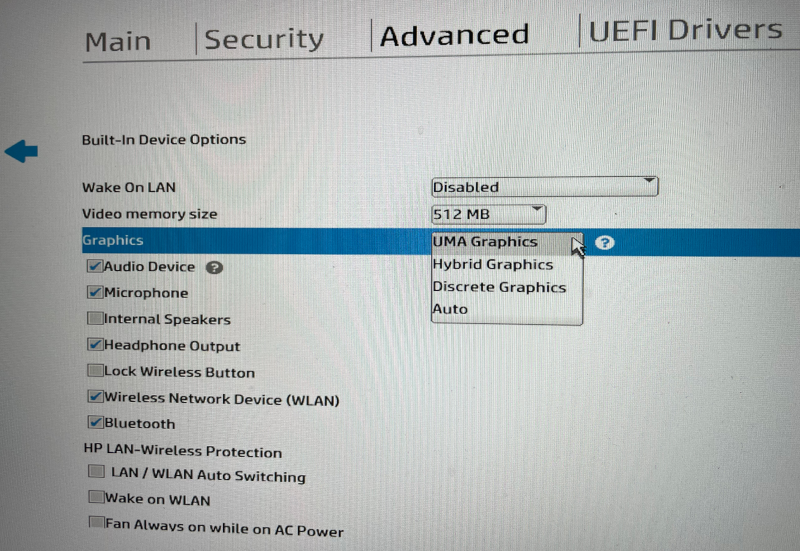 Main Security Advanced UEFI Drivers
Built-In Device Options
Wake On LAN Disabled
Video memory size 512 MB
Graphics UMA Graphics ?
Hybrid Graphics
Discrete Graphics
Auto
Audio Device ?
Microphone
Internal Speakers
Headphone Output
Lock Wireless Button
Wireless Network Device (WLAN)
Bluetooth
HP LAN-Wireless Protection
LAN / WLAN Auto Switching
Wake on WLAN
Fan Always on while on AC Power